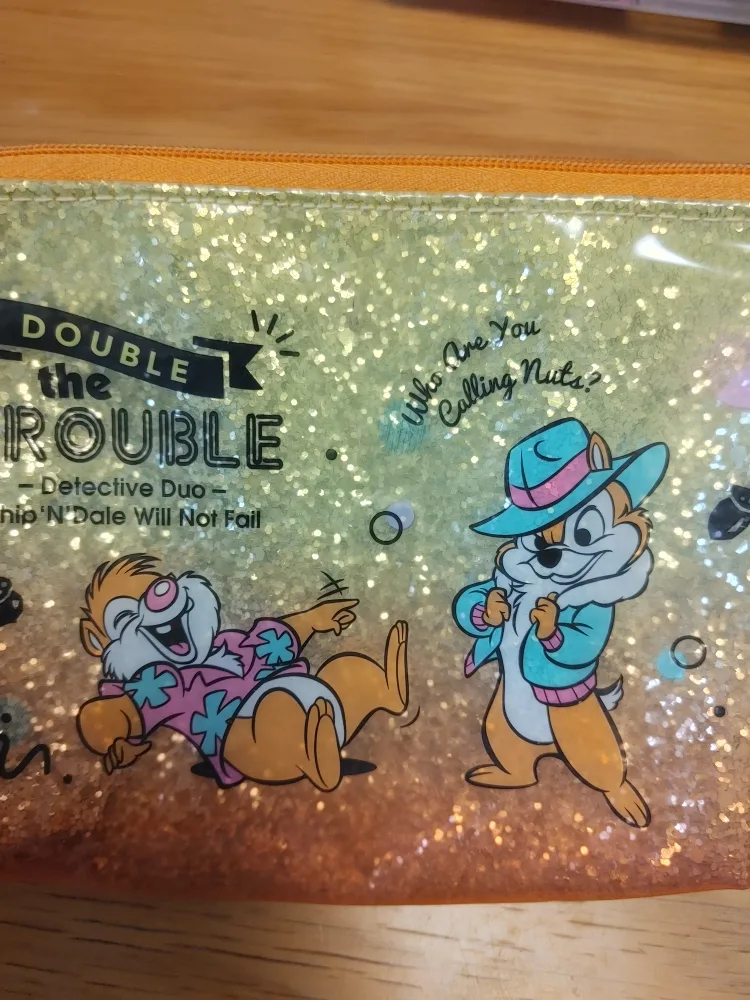 DOUBLE
the
ROUBLE
– Detective Duo –
hip 'N' Dale Will Not Fail
Who Are You
Calling Nuts?